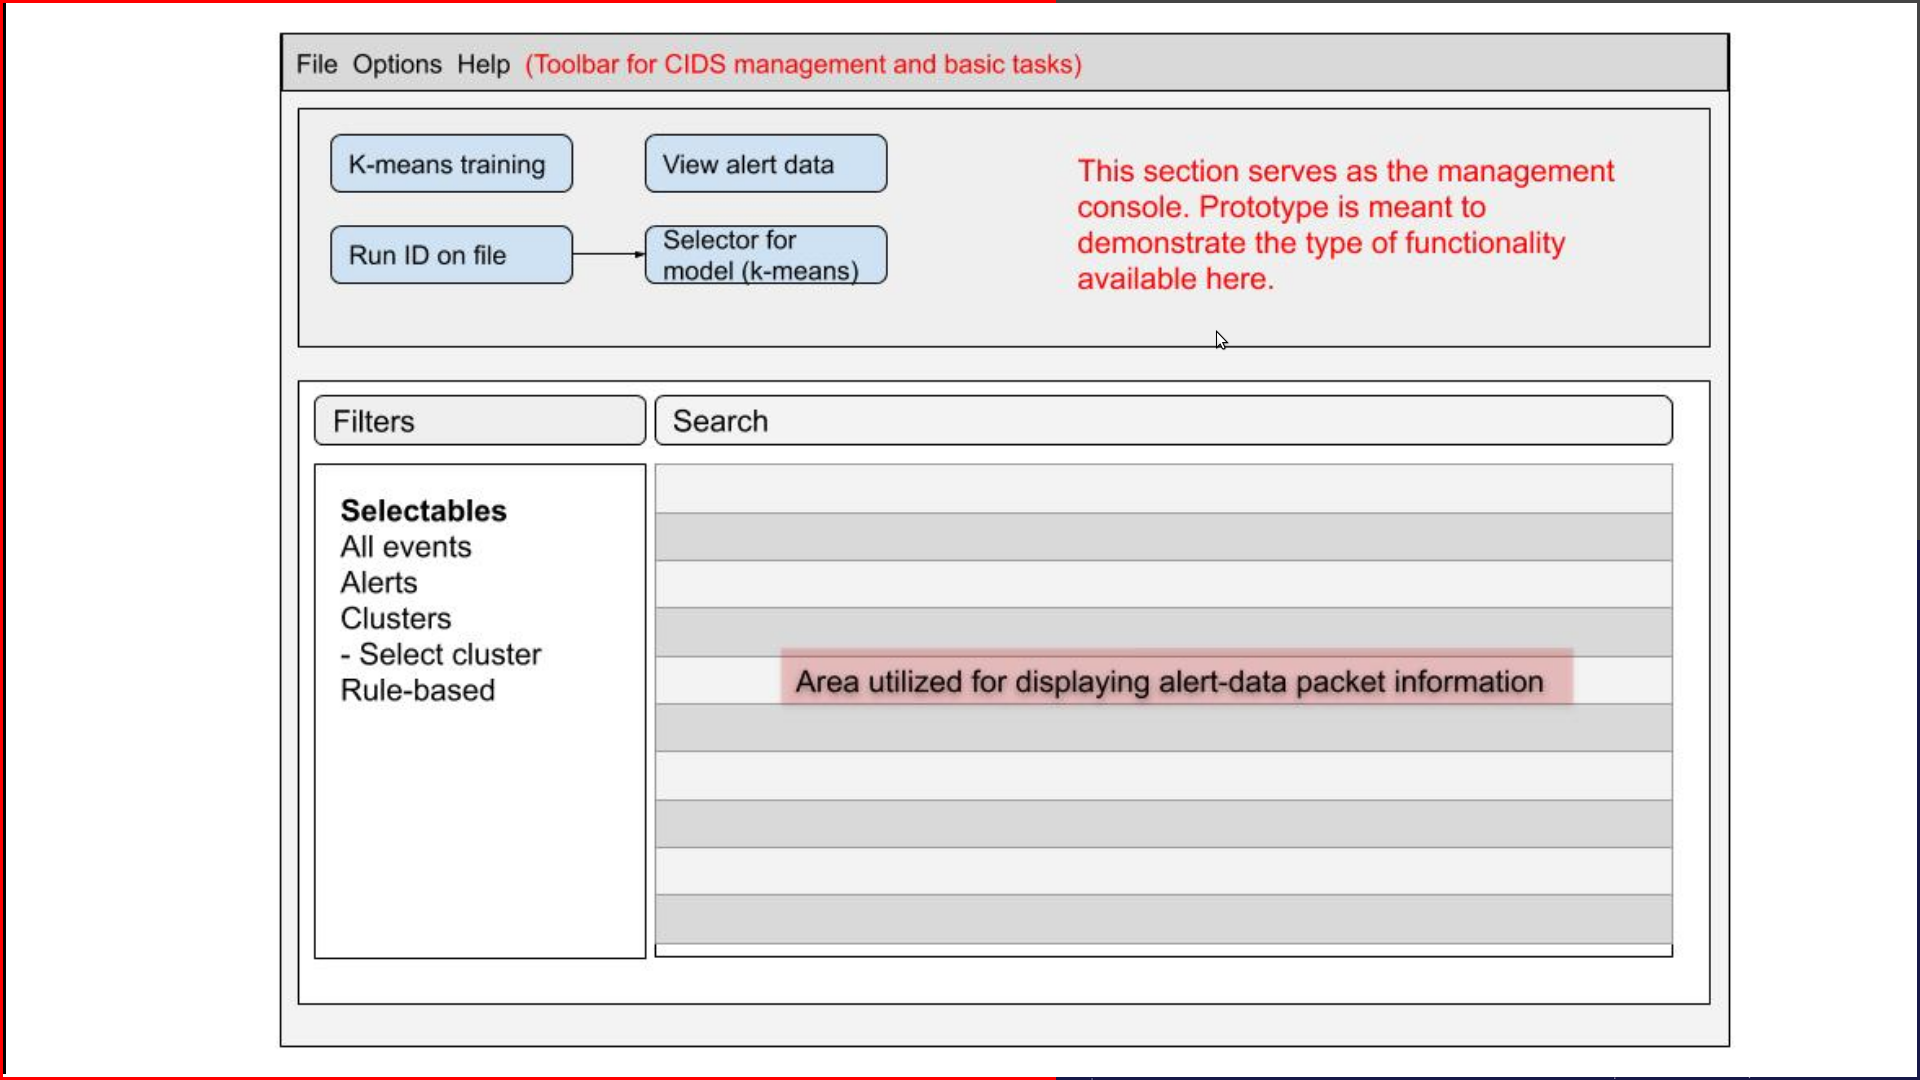 File Options Help (Toolbar for CIDS management and basic tasks)
K-means training
View alert data
Run ID on file
Selector for
model (k-means)
This section serves as the management
console. Prototype is meant to
demonstrate the type of functionality
available here.
Filters
Search
Selectables
All events
Alerts
Clusters
- Select cluster
Rule-based
Area utilized for displaying alert-data packet information